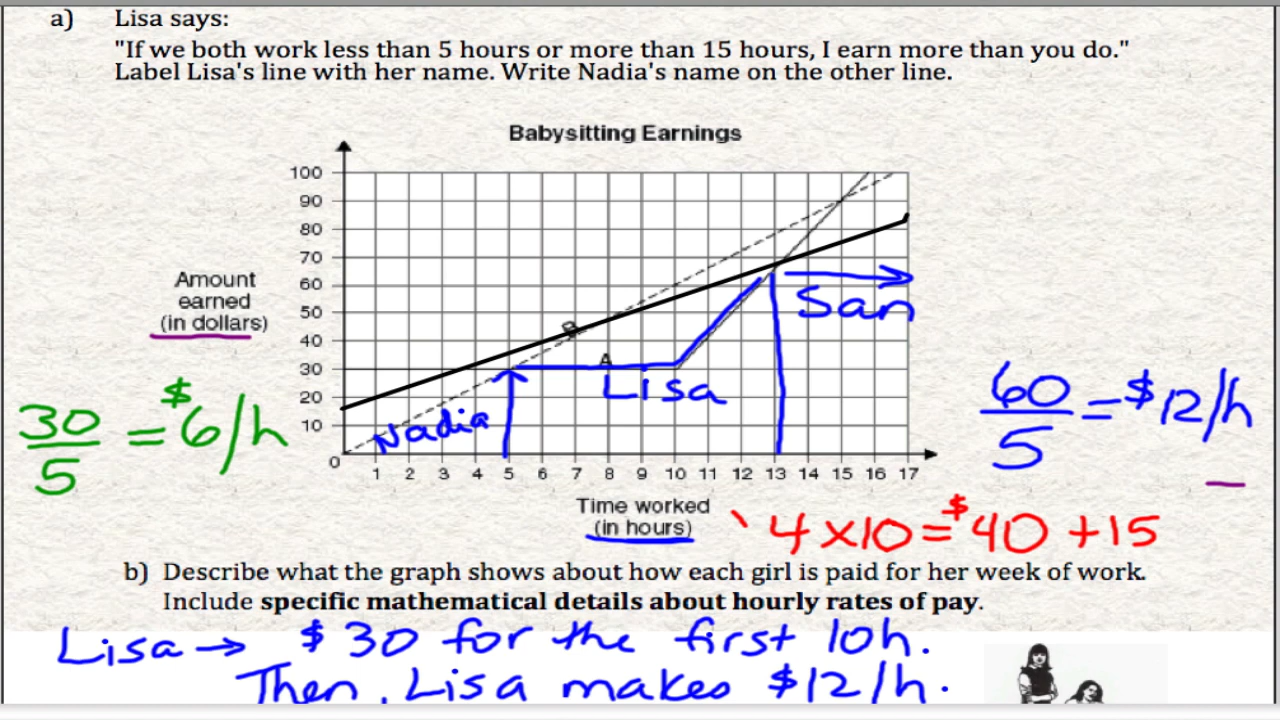 a) Lisa says:
"If we both work less than 5 hours or more than 15 hours, I earn more than you do."
Label Lisa's line with her name. Write Nadia's name on the other line.
Babysitting Earnings
100
90
80
70
60
50
40
30
20
10
0
Amount
earned
(in dollars)
B
A
San
Lisa
Nadia
30/5 = $6/h
60/5 = $12/h
1 2 3 4 5 6 7 8 9 10 11 12 13 14 15 16 17
Time worked
(in hours)
4 x10 = $40 + 15
b) Describe what the graph shows about how each girl is paid for her week of work.
Include specific mathematical details about hourly rates of pay.
Lisa → $30 for the first 10h.
Then, Lisa makes $12/h.